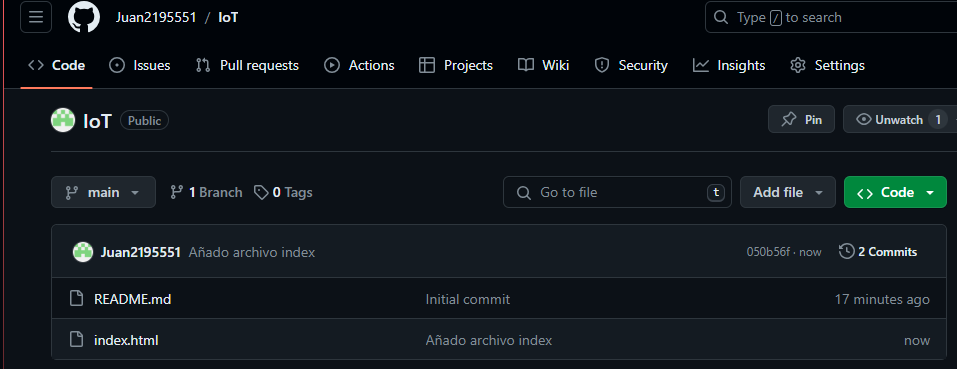 Juan2195551 / IoT Type / to search
Code Issues Pull requests Actions Projects Wiki Security Insights Settings
IoT Public Pin Unwatch 1
main 1 Branch 0 Tags Go to file t Add file Code
Juan2195551 Añado archivo index 050b56f · now 2 Commits
README.md Initial commit 17 minutes ago
index.html Añado archivo index now